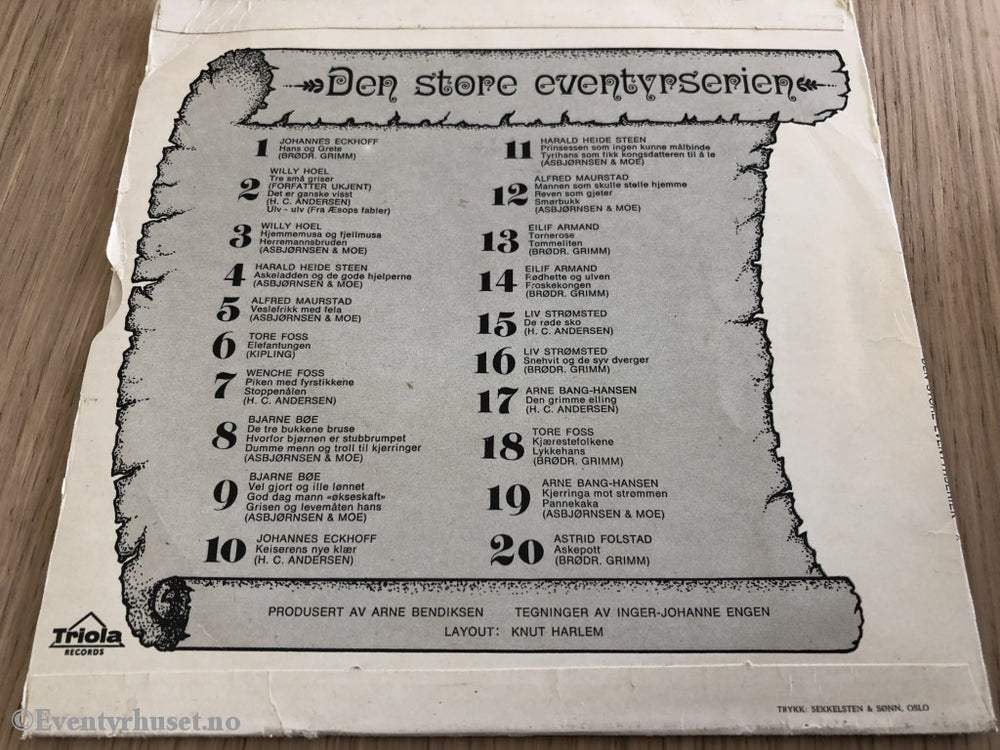 Den store eventyrserien
1 JOHANNES ECKHOFF
Hans og Grete
(BRØDR. GRIMM)
2 WILLY HOEL
Tre små griser
(FORFATTER UKJENT)
Det er ganske visst
(H. C. ANDERSEN)
Ulv - ulv (Fra Æsops fabler)
3 WILLY HOEL
Hjemmemusa og fjellmusa
Herremannsbruden
(ASBJØRNSEN & MOE)
4 HARALD HEIDE STEEN
Askeladden og de gode hjelperne
(ASBJØRNSEN & MOE)
5 ALFRED MAURSTAD
Veslefrikk med fela
(ASBJØRNSEN & MOE)
6 TORE FOSS
Elefantungen
(KIPLING)
7 WENCHE FOSS
Piken med fyrstikkene
Stoppenålen
(H. C. ANDERSEN)
8 BJARNE BØE
De tre bukkene bruse
Hvorfor bjørnen er stubbrumpet
Dumme menn og troll til kjerringer
(ASBJØRNSEN & MOE)
9 BJARNE BØE
Vel gjort og ille lønnet
God dag mann «økseskaft»
Grisen og levemåten hans
(ASBJØRNSEN & MOE)
10 JOHANNES ECKHOFF
Keiserens nye klær
(H. C. ANDERSEN)
11 HARALD HEIDE STEEN
Prinsessen som ingen kunne målbinde
Tyrihans som fikk kongsdatteren til å le
(ASBJØRNSEN & MOE)
12 ALFRED MAURSTAD
Mannen som skulle stelle hjemme
Reven som gjeter
Smørbukk
(ASBJØRNSEN & MOE)
13 EILIF ARMAND
Tornerose
Tommeliten
(BRØDR. GRIMM)
14 EILIF ARMAND
Rødhette og ulven
Froskekongen
(BRØDR. GRIMM)
15 LIV STRØMSTED
De røde sko
(H. C. ANDERSEN)
16 LIV STRØMSTED
Snehvit og de syv dverger
(BRØDR. GRIMM)
17 ARNE BANG-HANSEN
Den grimme elling
(H. C. ANDERSEN)
18 TORE FOSS
Kjærestefolkene
Lykkehans
(BRØDR. GRIMM)
19 ARNE BANG-HANSEN
Kjerringa mot strømmen
Pannekaka
(ASBJØRNSEN & MOE)
20 ASTRID FOLSTAD
Askepott
(BRØDR. GRIMM)
PRODUSERT AV ARNE BENDIKSEN TEGNINGER AV INGER-JOHANNE ENGEN
LAYOUT: KNUT HARLEM
Triola
RECORDS
TRYKK: SEKKELSTEN & SØNN, OSLO
©Eventyrhuset.no